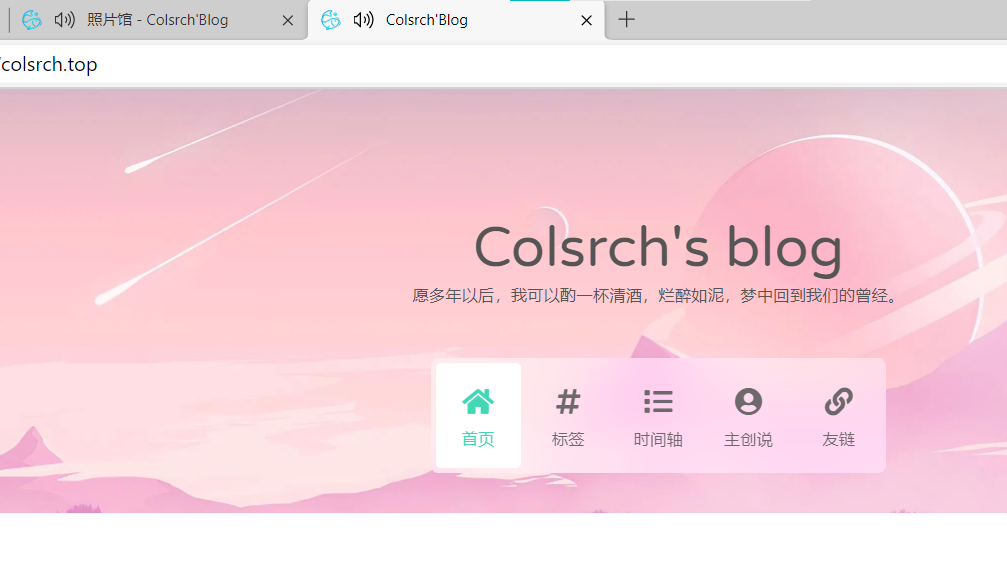 照片馆 - Colsrch'Blog
Colsrch'Blog
/colsrch.top
Colsrch's blog
愿多年以后，我可以酌一杯清酒，烂醉如泥，梦中回到我们的曾经。
首页
标签
时间轴
主创说
友链